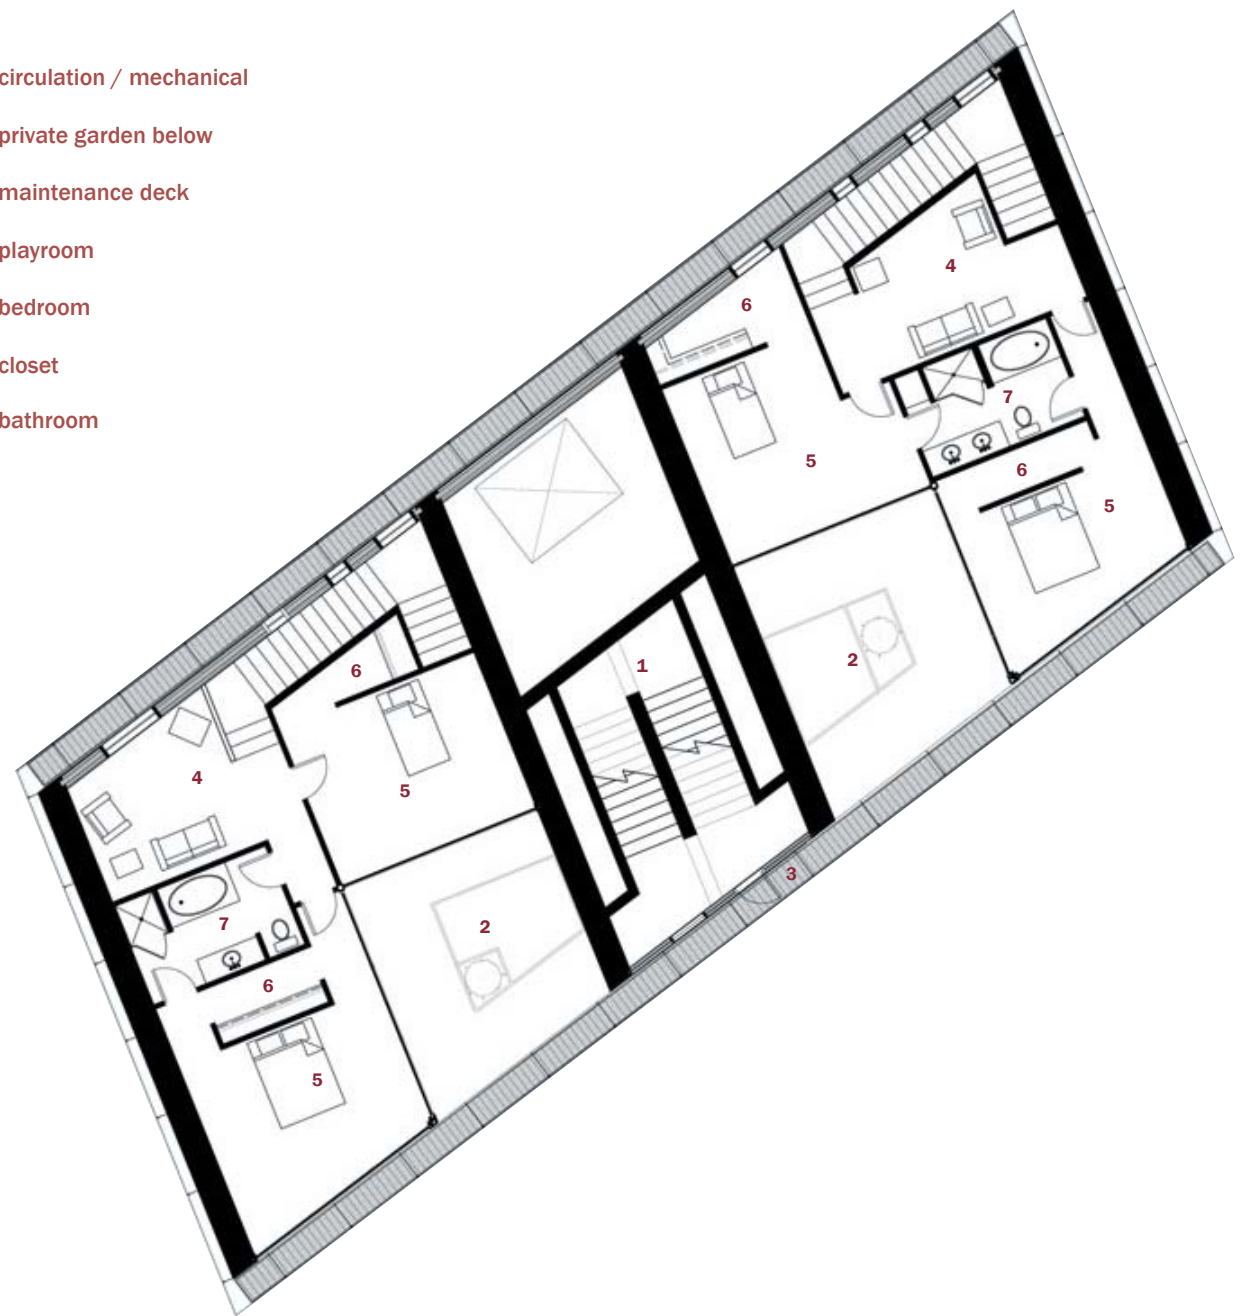 circulation / mechanical
private garden below
maintenance deck
playroom
bedroom
closet
bathroom
4
6
7
5
6
5
1
2
6
4
5
3
7
2
6
5